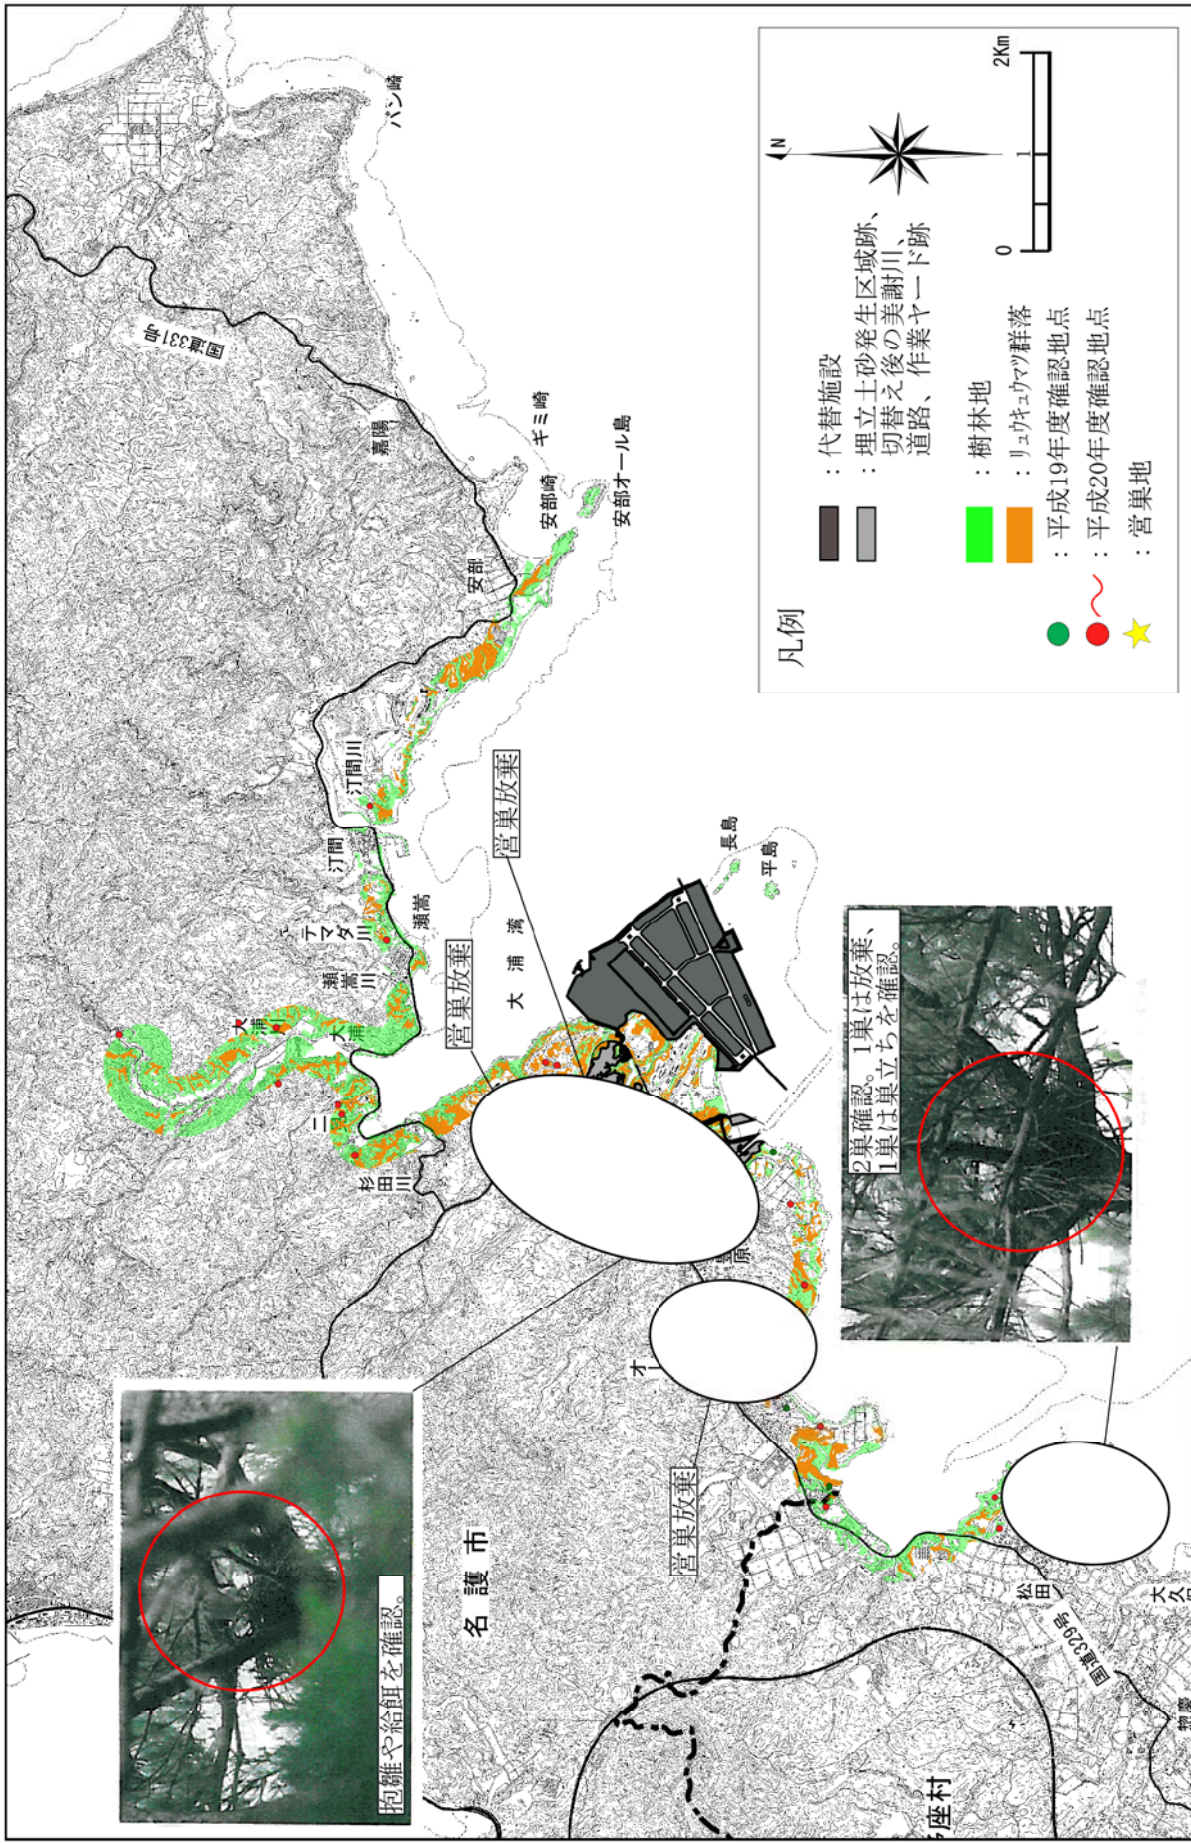 バン崎
国道331号
嘉陽
ギミ崎
安部崎
安部オール島
安部
汀間川
汀間
テマダ川
瀬嵩
瀬嵩川
大浦川
大浦
二見
杉田川
大浦湾
長島
平島
営巣放棄
営巣放棄
営巣放棄
名護市
松田
国道329号
抱雛や給餌を確認。
2巣確認。1巣は放棄、
1巣は巣立ちを確認。
凡例
：代替施設
：埋立土砂発生区域跡、
切替え後の美謝川、
道路、作業ヤード跡
：樹林地
：リュウキュウマツ群落
：平成19年度確認地点
：平成20年度確認地点
：営巣地
N
0
1
2Km